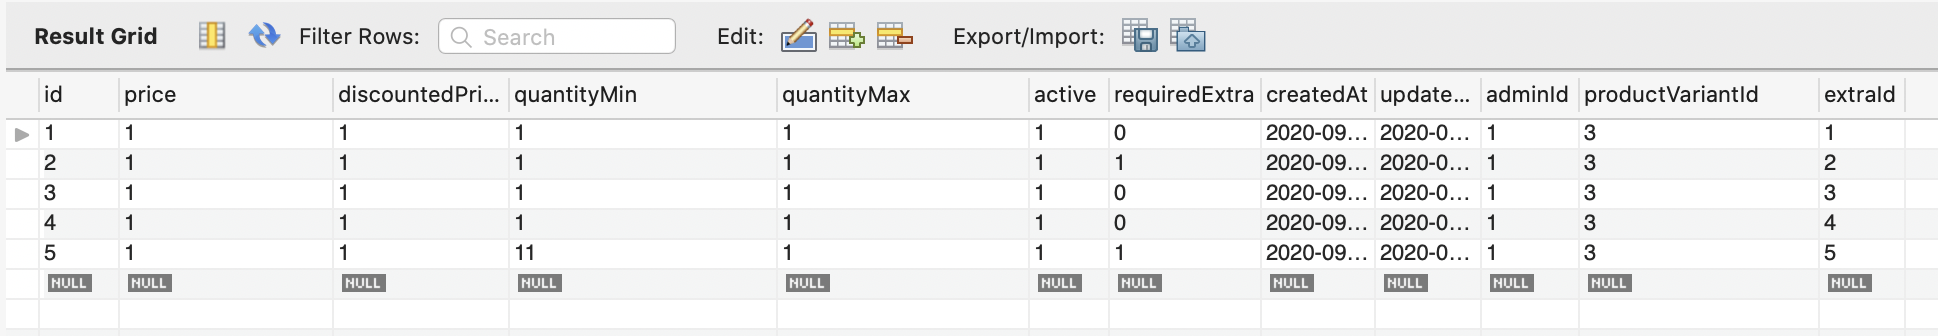 Result Grid Filter Rows: Search Edit: Export/Import:
id price discountedPri... quantityMin quantityMax active requiredExtra createdAt update... adminId productVariantId extraId
1 1 1 1 1 1 0 2020-09... 2020-0... 1 3 1
2 1 1 1 1 1 1 2020-09... 2020-0... 1 3 2
3 1 1 1 1 1 0 2020-09... 2020-0... 1 3 3
4 1 1 1 1 1 0 2020-09... 2020-0... 1 3 4
5 1 1 11 1 1 1 2020-09... 2020-0... 1 3 5
NULL NULL NULL NULL NULL NULL NULL NULL NULL NULL NULL NULL